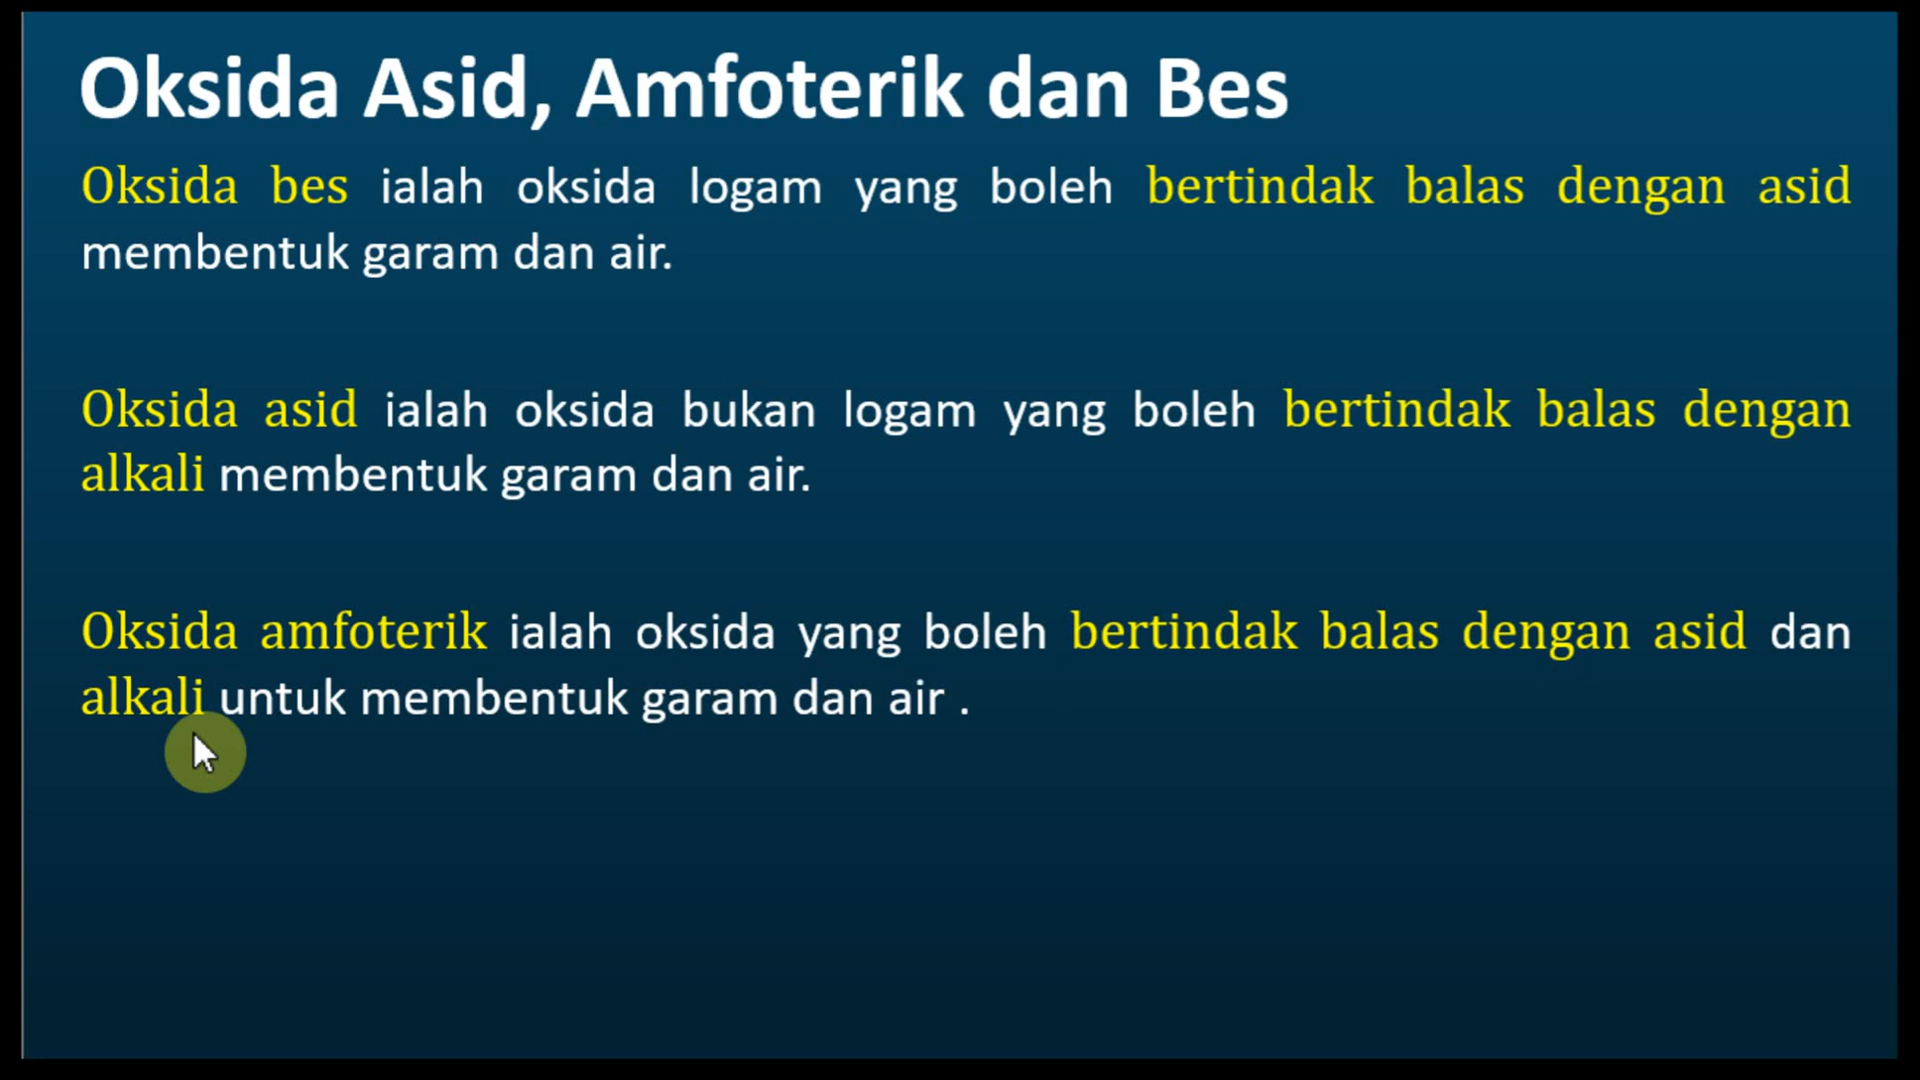 Oksida Asid, Amfoterik dan Bes
Oksida bes ialah oksida logam yang boleh bertindak balas dengan asid
membentuk garam dan air.
Oksida asid ialah oksida bukan logam yang boleh bertindak balas dengan
alkali membentuk garam dan air.
Oksida amfoterik ialah oksida yang boleh bertindak balas dengan asid dan
alkali untuk membentuk garam dan air .